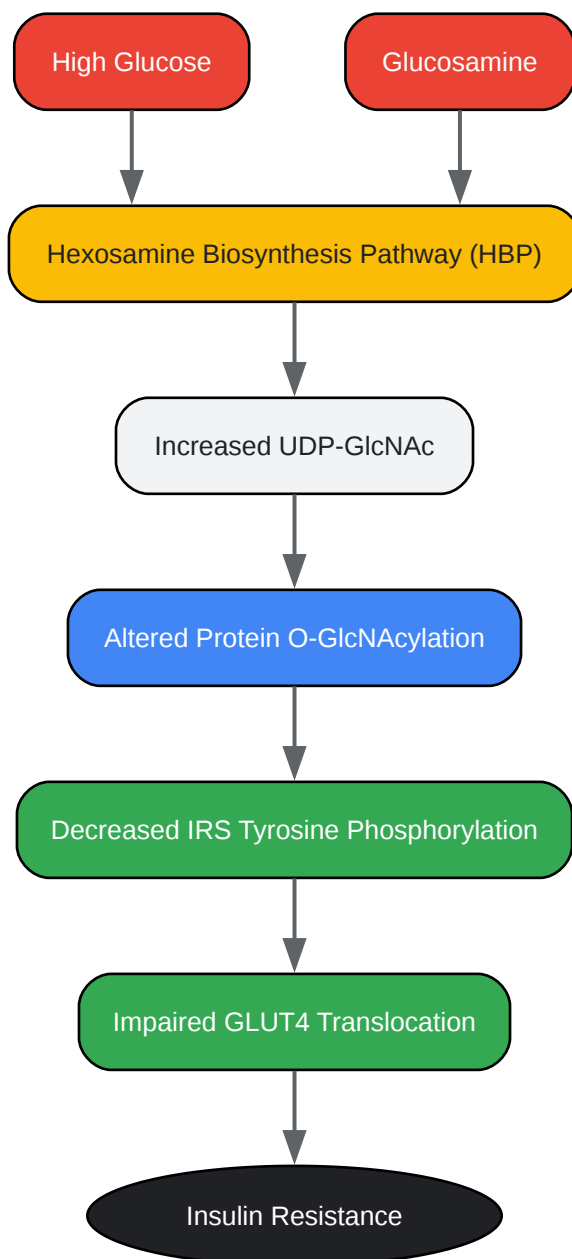 High Glucose
Glucosamine
Hexosamine Biosynthesis Pathway (HBP)
Increased UDP-GlcNAc
Altered Protein O-GlcNAcylation
Decreased IRS Tyrosine Phosphorylation
Impaired GLUT4 Translocation
Insulin Resistance